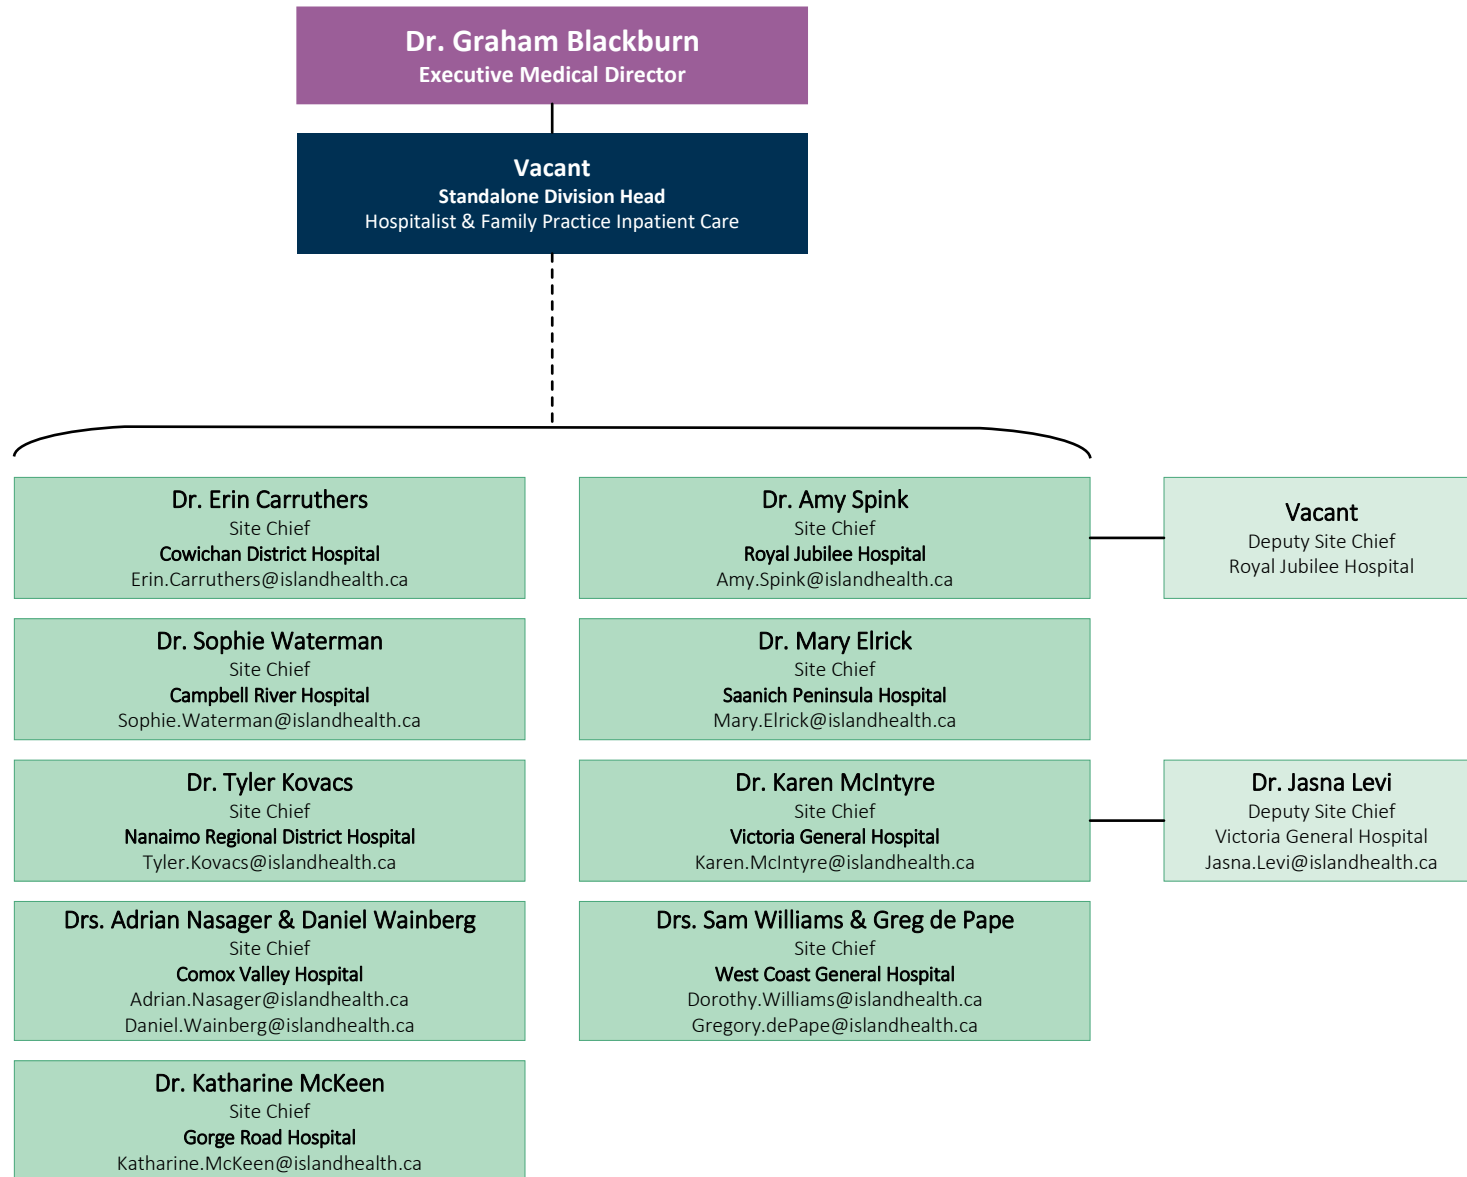 Dr. Graham Blackburn
Executive Medical Director
Vacant
Standalone Division Head
Hospitalist & Family Practice Inpatient Care
Dr. Erin Carruthers
Site Chief
Cowichan District Hospital
Erin.Carruthers@islandhealth.ca
Dr. Amy Spink
Site Chief
Royal Jubilee Hospital
Amy.Spink@islandhealth.ca
Vacant
Deputy Site Chief
Royal Jubilee Hospital
Dr. Sophie Waterman
Site Chief
Campbell River Hospital
Sophie.Waterman@islandhealth.ca
Dr. Mary Elrick
Site Chief
Saanich Peninsula Hospital
Mary.Elrick@islandhealth.ca
Dr. Tyler Kovacs
Site Chief
Nanaimo Regional District Hospital
Tyler.Kovacs@islandhealth.ca
Dr. Karen McIntyre
Site Chief
Victoria General Hospital
Karen.McIntyre@islandhealth.ca
Dr. Jasna Levi
Deputy Site Chief
Victoria General Hospital
Jasna.Levi@islandhealth.ca
Drs. Adrian Nasager & Daniel Wainberg
Site Chief
Comox Valley Hospital
Adrian.Nasager@islandhealth.ca
Daniel.Wainberg@islandhealth.ca
Drs. Sam Williams & Greg de Pape
Site Chief
West Coast General Hospital
Dorothy.Williams@islandhealth.ca
Gregory.dePape@islandhealth.ca
Dr. Katharine McKeen
Site Chief
Gorge Road Hospital
Katharine.McKeen@islandhealth.ca